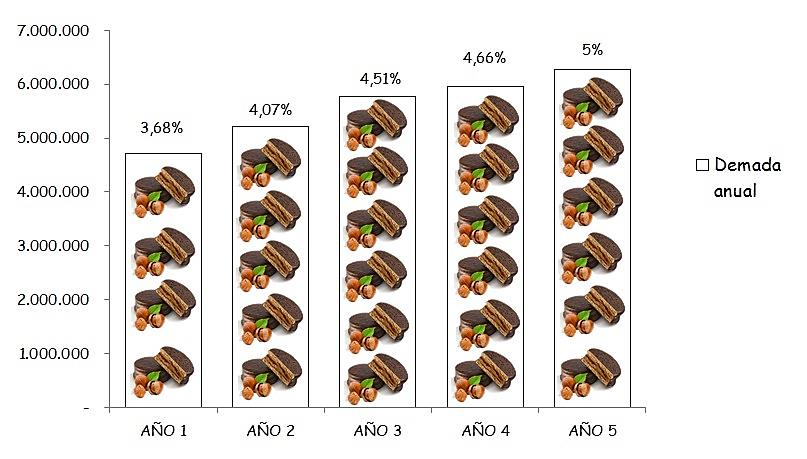 7.000.000
6.000.000
5.000.000
4.000.000
3.000.000
2.000.000
1.000.000
-
3,68%
4,07%
4,51%
4,66%
5%
AÑO 1
AÑO 2
AÑO 3
AÑO 4
AÑO 5
Demada
anual